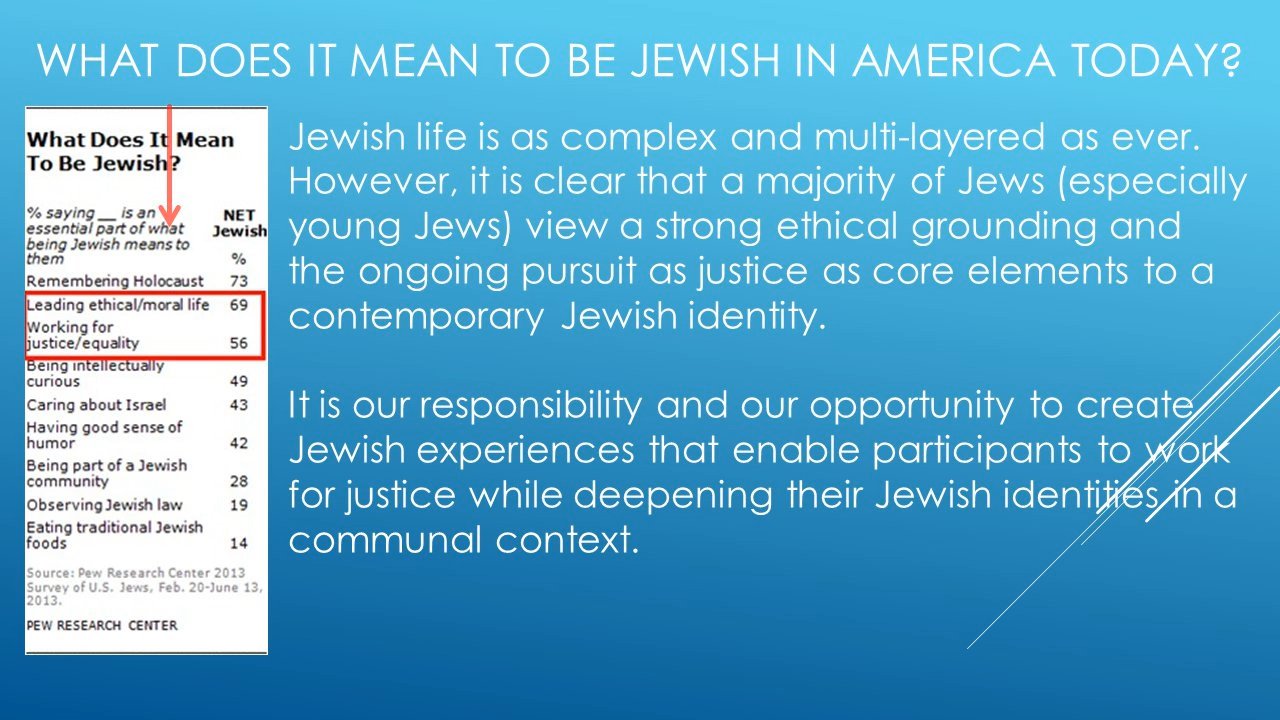 WHAT DOES IT MEAN TO BE JEWISH IN AMERICA TODAY?
What Does It Mean
To Be Jewish?
% saying __ is an
essential part of what
being Jewish means to
them
NET
Jewish
%
Remembering Holocaust 73
Leading ethical/moral life 69
Working for
justice/equality 56
Being intellectually
curious 49
Caring about Israel 43
Having good sense of
humor 42
Being part of a Jewish
community 28
Observing Jewish law 19
Eating traditional Jewish
foods 14
Source: Pew Research Center 2013
Survey of U.S. Jews, Feb. 20-June 13,
2013.
PEW RESEARCH CENTER
Jewish life is as complex and multi-layered as ever.
However, it is clear that a majority of Jews (especially
young Jews) view a strong ethical grounding and
the ongoing pursuit as justice as core elements to a
contemporary Jewish identity.
It is our responsibility and our opportunity to create
Jewish experiences that enable participants to work
for justice while deepening their Jewish identities in a
communal context.